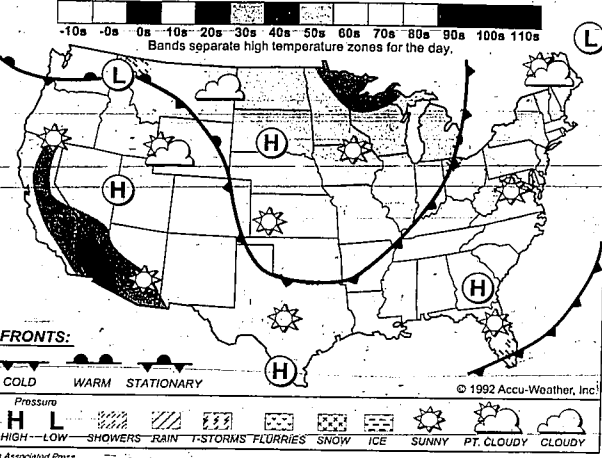 -10s -0s 0s 10s 20s 30s 40s 50s 60s 70s 80s 90s 100s 110s
Bands separate high temperature zones for the day.
L
L
H
H
H
H
FRONTS:
COLD WARM STATIONARY
H
© 1992 Accu-Weather, Inc.
Pressure
H L
HIGH LOW SHOWERS RAIN T-STORMS FLURRIES SNOW ICE SUNNY PT. CLOUDY CLOUDY
Associated Press